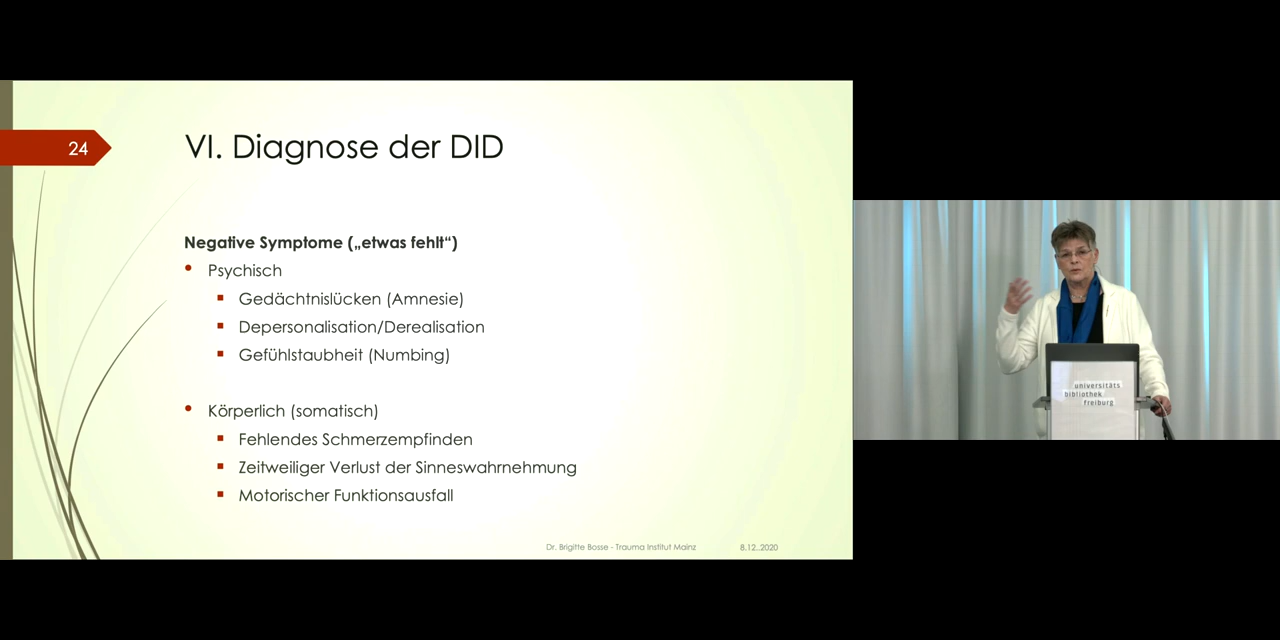 24
VI. Diagnose der DID
Negative Symptome („etwas fehlt“)
Psychisch
Gedächtnislücken (Amnesie)
Depersonalisation/Derealisation
Gefühlstaubheit (Numbing)
Körperlich (somatisch)
Fehlendes Schmerzempfinden
Zeitweiliger Verlust der Sinneswahrnehmung
Motorischer Funktionsausfall
Dr. Brigitte Bosse - Trauma Institut Mainz
8.12..2020
universitäts
bibliothek
freiburg